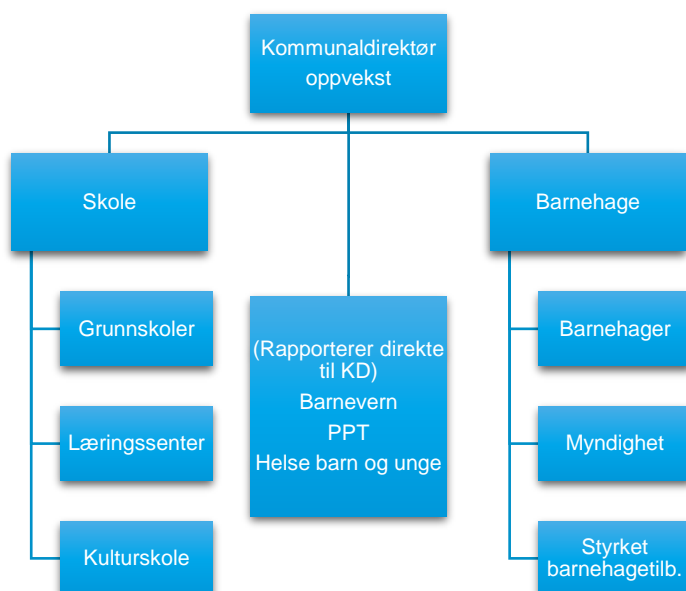 Kommunaldirektør
oppvekst
Skole
Grunnskoler
Læringssenter
Kulturskole
(Rapporterer direkte
til KD)
Barnevern
PPT
Helse barn og unge
Barnehage
Barnehager
Myndighet
Styrket
barnehagetilb.